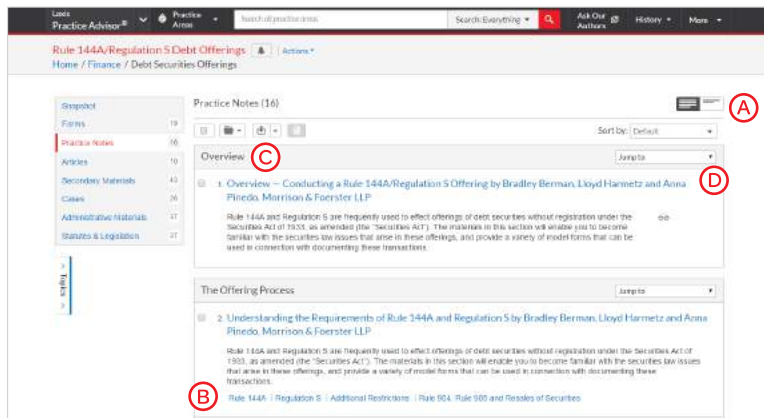 Lexis
Practice Advisor®
Practice
Areas
Search all practice areas
Search: Everything
Ask Our
Authors
History
More
Rule 144A/Regulation S Debt Offerings
Actions
Home / Finance / Debt Securities Offerings
Snapshot
Forms 19
Practice Notes 16
Articles 10
Secondary Materials 43
Cases 26
Administrative Materials 37
Statutes & Legislation 37
Topics
Practice Notes (16)
A
Sort by: Default
Overview
C
Jump to
D
1. Overview — Conducting a Rule 144A/Regulation S Offering by Bradley Berman, Lloyd Harmetz and Anna
Pinedo, Morrison & Foerster LLP
Rule 144A and Regulation S are frequently used to effect offerings of debt securities without registration under the
Securities Act of 1933, as amended (the "Securities Act"). The materials in this section will enable you to become
familiar with the securities law issues that arise in these offerings, and provide a variety of model forms that can be
used in connection with documenting these transactions.
The Offering Process
Jump to
2. Understanding the Requirements of Rule 144A and Regulation S by Bradley Berman, Lloyd Harmetz and Anna
Pinedo, Morrison & Foerster LLP
Rule 144A and Regulation S are frequently used to effect offerings of debt securities without registration under the Securities Act of
1933, as amended (the "Securities Act"). The materials in this section will enable you to become familiar with the securities law issues
that arise in these offerings, and provide a variety of model forms that can be used in connection with documenting these
transactions.
B
Rule 144A | Regulation S | Additional Restrictions | Rule 904, Rule 905 and Resales of Securities